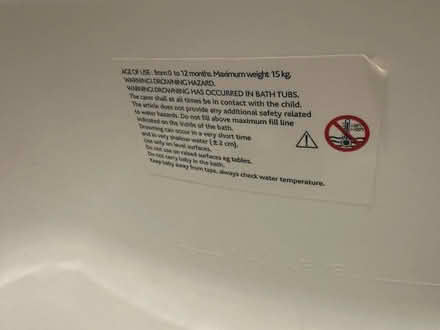 AGE OF USE : from 0 to 12 months. Maximum weight 15 kg.
WARNING! DROWNING HAZARD.
WARNING! DROWNING HAS OCCURRED IN BATH TUBS.
The carer shall at all times be in contact with the child.
The article does not provide any additional safety related
to water hazards. Do not fill above maximum fill line
indicated on the inside of the bath.
Drowning can occur in a very short time
and in very shallow water (± 2 cm).
Use only on level surfaces.
Do not use on raised surfaces eg tables.
Do not carry baby in the bath.
Keep baby away from taps, always check water temperature.